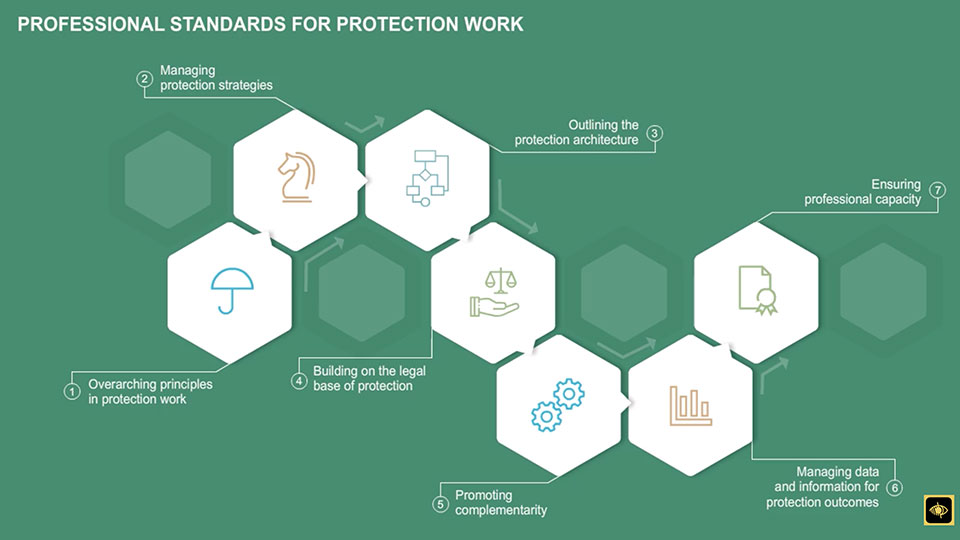 PROFESSIONAL STANDARDS FOR PROTECTION WORK
2
Managing
protection strategies
Outlining the
protection architecture
3
Ensuring
professional capacity
7
1
Overarching principles
in protection work
4
Building on the legal
base of protection
5
Promoting
complementarity
Managing data
and information for
protection outcomes
6